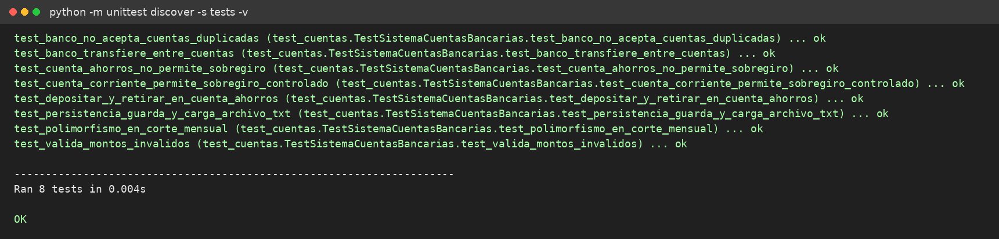 python -m unittest discover -s tests -v
test_banco_no_acepta_cuentas_duplicadas (test_cuentas.TestSistemaCuentasBancarias.test_banco_no_acepta_cuentas_duplicadas) ... ok
test_banco_transfiere_entre_cuentas (test_cuentas.TestSistemaCuentasBancarias.test_banco_transfiere_entre_cuentas) ... ok
test_cuenta_ahorros_no_permite_sobregiro (test_cuentas.TestSistemaCuentasBancarias.test_cuenta_ahorros_no_permite_sobregiro) ... ok
test_cuenta_corriente_permite_sobregiro_controlado (test_cuentas.TestSistemaCuentasBancarias.test_cuenta_corriente_permite_sobregiro_controlado) ... ok
test_depositar_y_retirar_en_cuenta_ahorros (test_cuentas.TestSistemaCuentasBancarias.test_depositar_y_retirar_en_cuenta_ahorros) ... ok
test_persistencia_guarda_y_carga_archivo_txt (test_cuentas.TestSistemaCuentasBancarias.test_persistencia_guarda_y_carga_archivo_txt) ... ok
test_polimorfismo_en_corte_mensual (test_cuentas.TestSistemaCuentasBancarias.test_polimorfismo_en_corte_mensual) ... ok
test_valida_montos_invalidos (test_cuentas.TestSistemaCuentasBancarias.test_valida_montos_invalidos) ... ok
----------------------------------------------------------------------
Ran 8 tests in 0.004s
OK